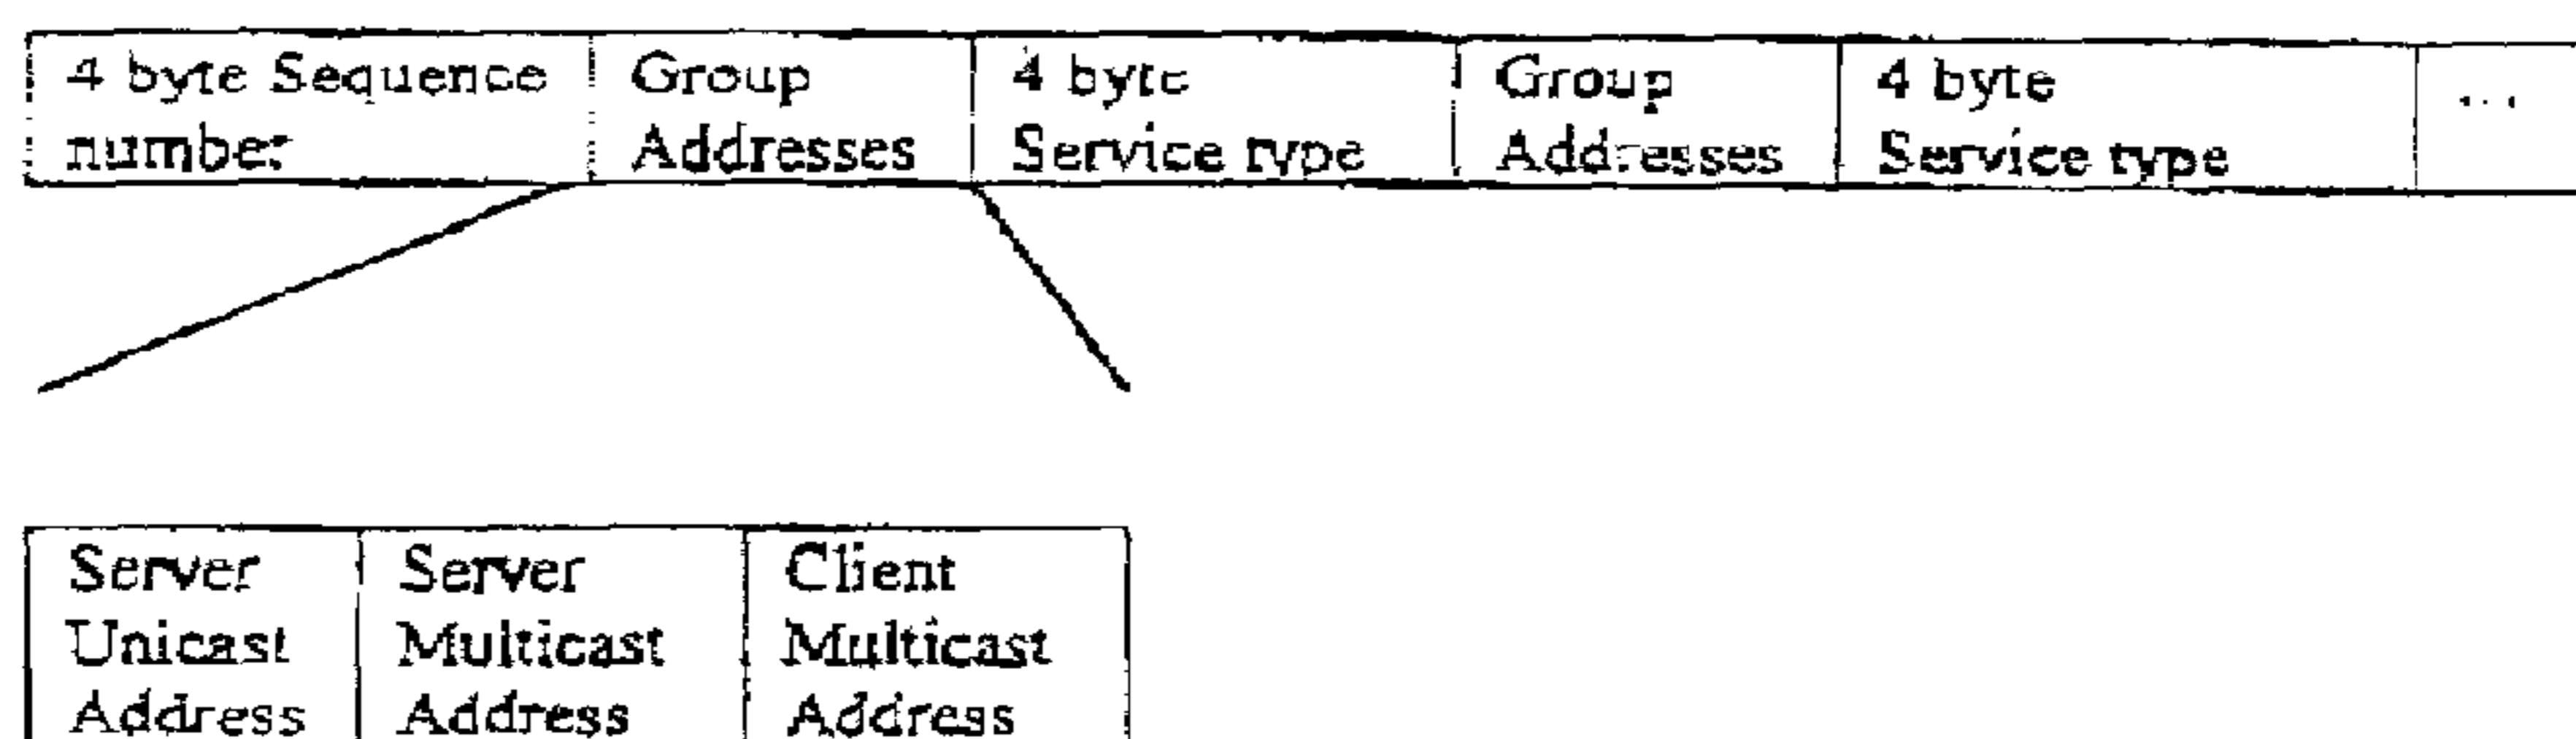 4 byte Sequence
number
Group
Addresses
4 byte
Service type
Group
Addresses
4 byte
Service type
...
Server
Unicast
Address
Server
Multicast
Address
Client
Multicast
Address